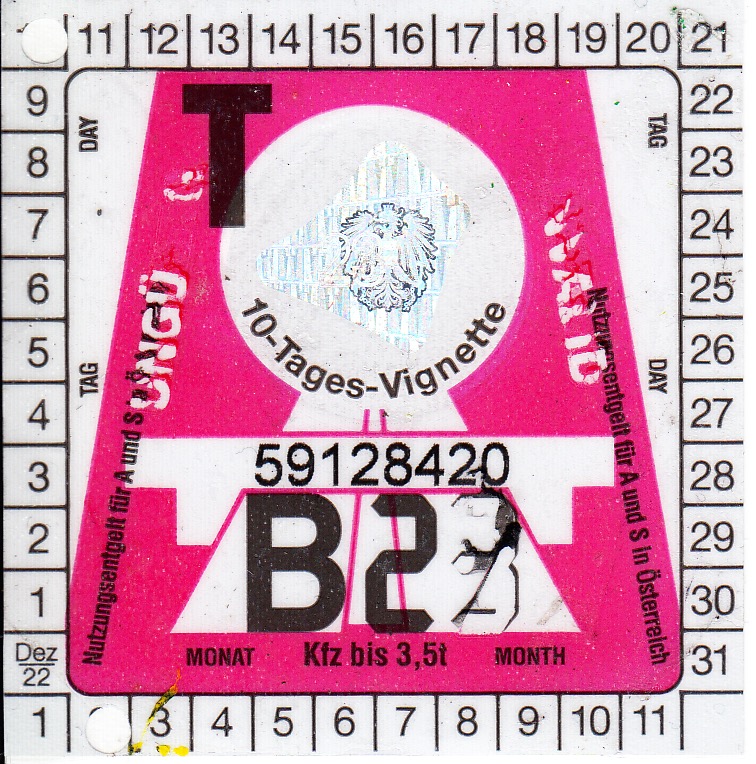 11 12 13 14 15 16 17 18 19 20 21
9 22
8 23
7 24
6 25
5 26
4 27
3 28
2 29
1 30
Dez
22
31
1 3 4 5 6 7 8 9 10 11
DAY
TAG
T
TAG
DAY
UNGÜ
10-Tages-Vignette
59128420
B23
Nutzungsentgelt für A und S in
Nutzungsentgelt für A und S in Österreich
MONAT Kfz bis 3,5t MONTH